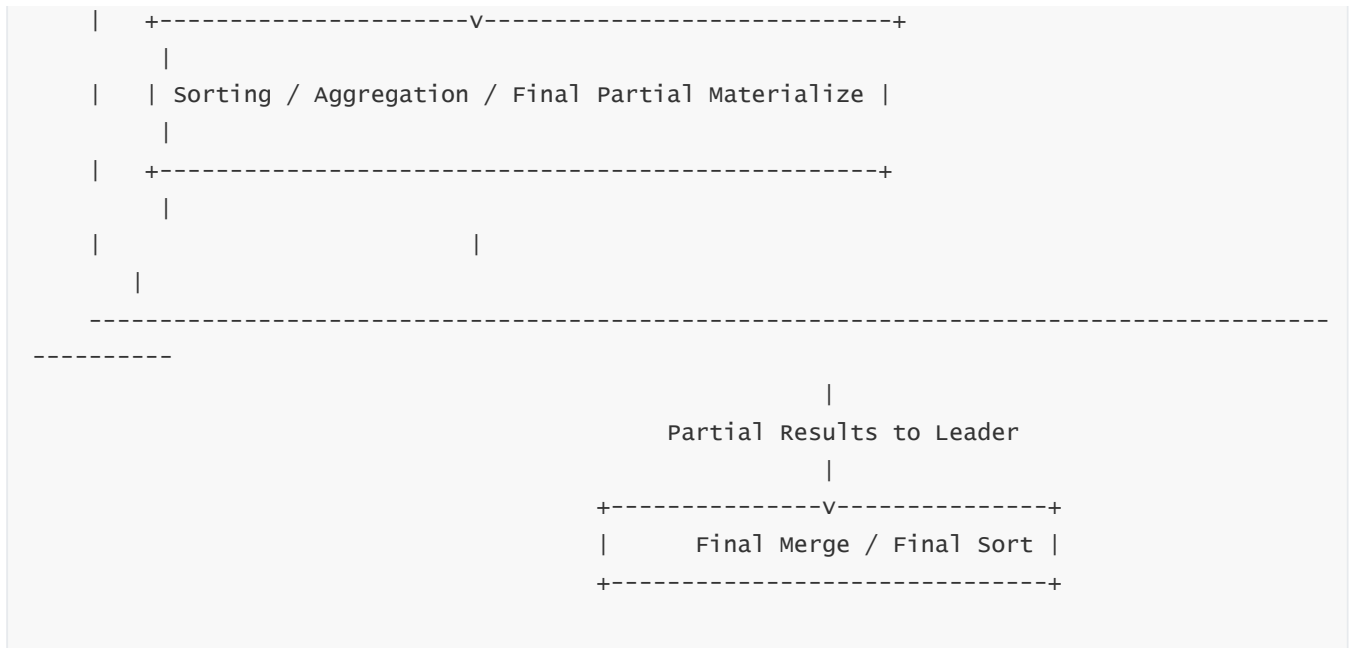 |   +----------------------v-----------------------------+
|
|   | Sorting / Aggregation / Final Partial Materialize |
|
|   +---------------------------------------------------+
|
|                          |
|
----------------------------------------------------------------------------------------
----------
|
Partial Results to Leader
|
+---------------v---------------+
|      Final Merge / Final Sort |
+-------------------------------+